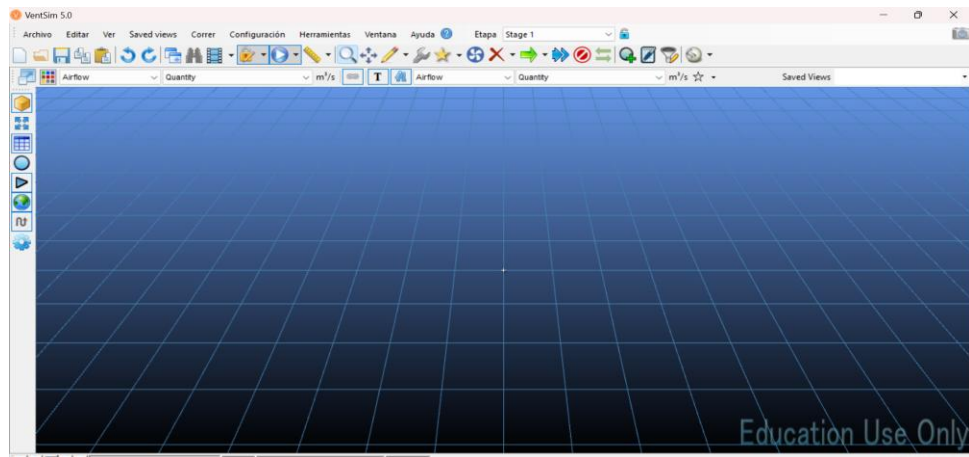 VentSim 5.0
Archivo Editar Ver Saved views Correr Configuración Herramientas Ventana Ayuda Etapa Stage 1
Airflow Quantity m³/s T Airflow Quantity m³/s Saved Views
Education Use Only